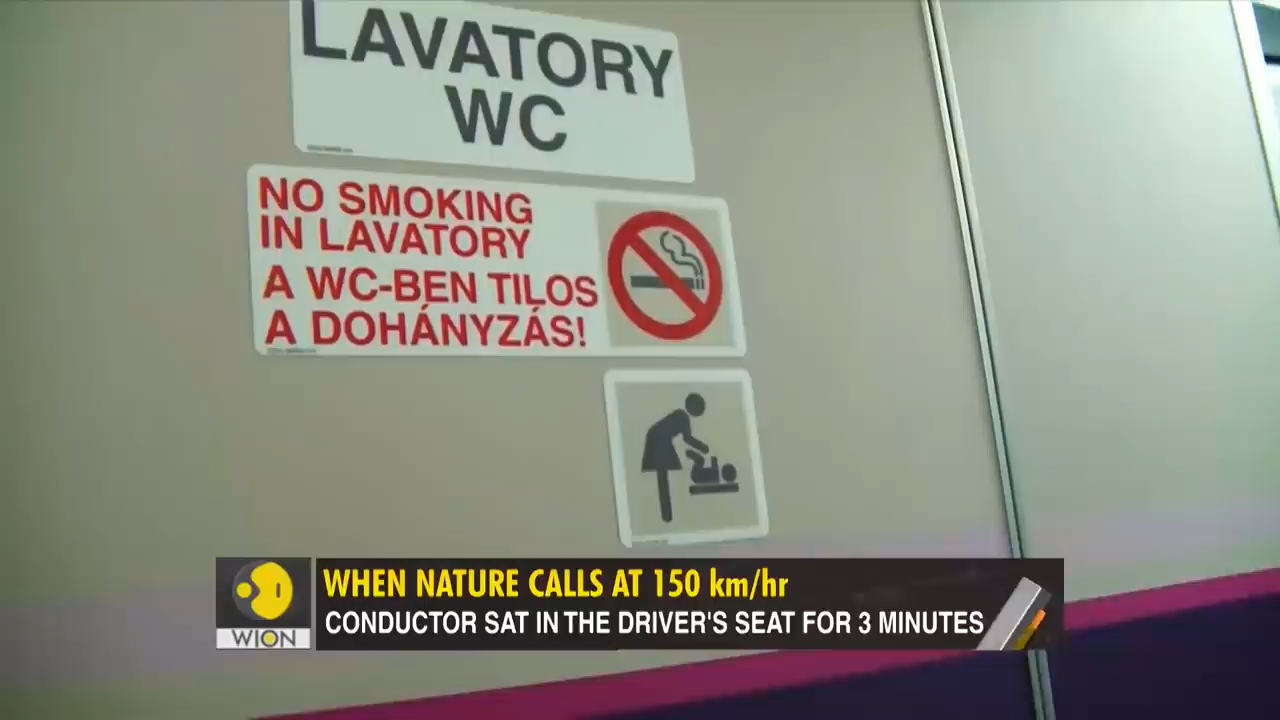 LAVATORY
WC
NO SMOKING
IN LAVATORY
A WC-BEN TILOS
A DOHÁNYZÁS!
WHEN NATURE CALLS AT 150 km/hr
CONDUCTOR SAT IN THE DRIVER'S SEAT FOR 3 MINUTES
WION